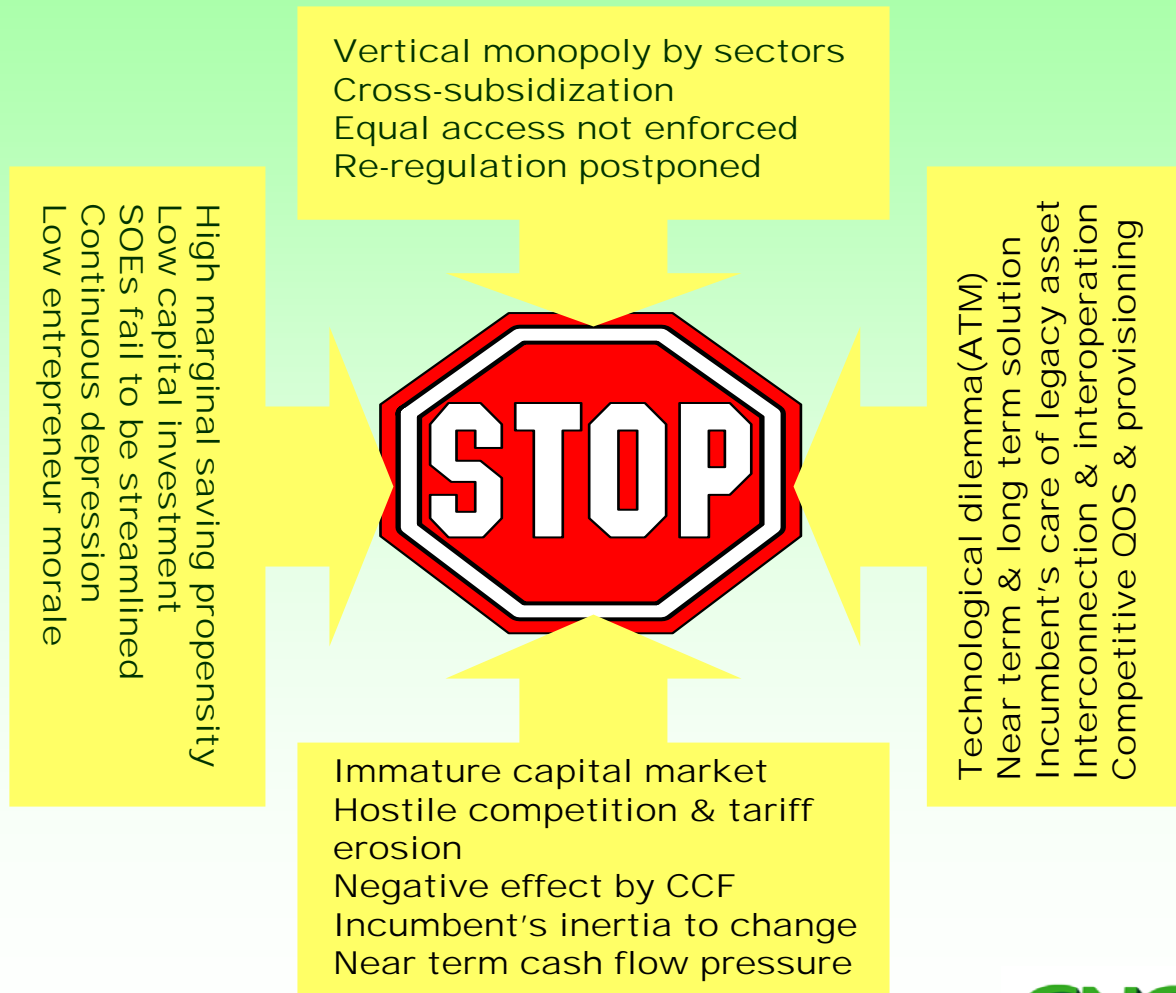 Vertical monopoly by sectors
Cross-subsidization
Equal access not enforced
Re-regulation postponed
High marginal saving propensity
Low capital investment
SOEs fail to be streamlined
Continuous depression
Low entrepreneur morale
STOP
Technological dilemma(ATM)
Near term & long term solution
Incumbent's care of legacy asset
Interconnection & interoperation
Competitive QOS & provisioning
Immature capital market
Hostile competition & tariff
erosion
Negative effect by CCF
Incumbent's inertia to change
Near term cash flow pressure